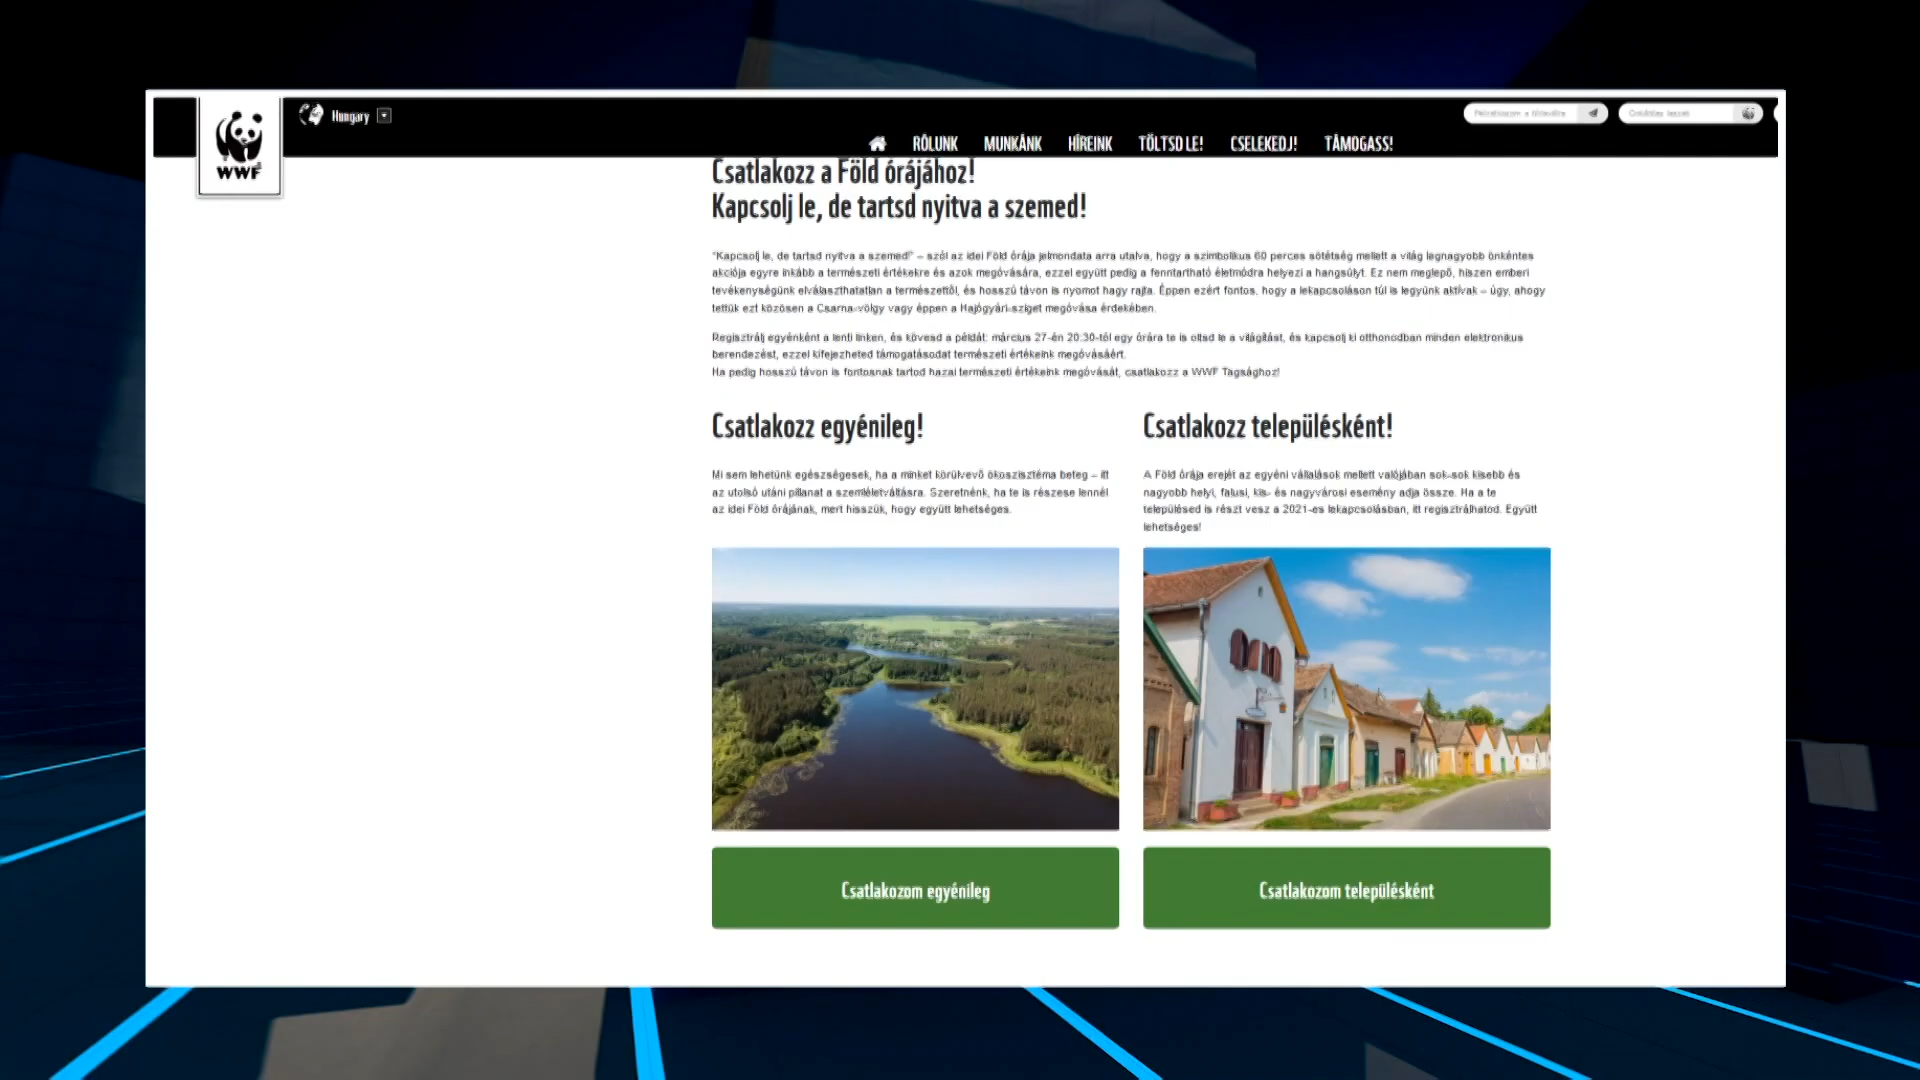 WWF
Hungary
RÓLUNK MUNKÁNK HÍREINK TÖLTSD LE! CSELEKEDJ! TÁMOGASS!
Csatlakozz a Föld órájához!
Kapcsolj le, de tartsd nyitva a szemed!
"Kapcsolj le, de tartsd nyitva a szemed!" – szól az idei Föld órája jelmondata arra utalva, hogy a szimbolikus 60 perces sötétség mellett a világ legnagyobb önkéntes
akciója egyre inkább a természeti értékekre és azok megóvására, ezzel együtt pedig a fenntartható életmódra helyezi a hangsúlyt. Ez nem meglepő, hiszen emberi
tevékenységünk elválaszthatatlan a természettől, és hosszú távon is nyomot hagy rajta. Éppen ezért fontos, hogy a lekapcsoláson túl is legyünk aktívak – úgy, ahogy
tettük ezt közösen a Csarna-völgy vagy éppen a Hajógyári-sziget megóvása érdekében.
Regisztrálj egyénként a lenti linken, és kövesd a példát: március 27-én 20:30-tól egy órára te is oltsd le a világítást, és kapcsolj ki otthonodban minden elektronikus
berendezést, ezzel kifejezheted támogatásodat természeti értékeink megóvásáért.
Ha pedig hosszú távon is fontosnak tartod hazai természeti értékeink megóvását, csatlakozz a WWF Tagsághoz!
Csatlakozz egyénileg!
Mi sem lehetünk egészségesek, ha a minket körülvevő ökoszisztéma beteg – itt
az utolsó utáni pillanat a szemléletváltásra. Szeretnénk, ha te is részese lennél
az idei Föld órájának, mert hisszük, hogy együtt lehetséges.
Csatlakozom egyénileg
Csatlakozz településként!
A Föld órája erejét az egyéni vállalások mellett valójában sok-sok kisebb és
nagyobb helyi, falusi, kis- és nagyvárosi esemény adja össze. Ha a te
településed is részt vesz a 2021-es lekapcsolásban, itt regisztrálhatod. Együtt
lehetséges!
Csatlakozom településként